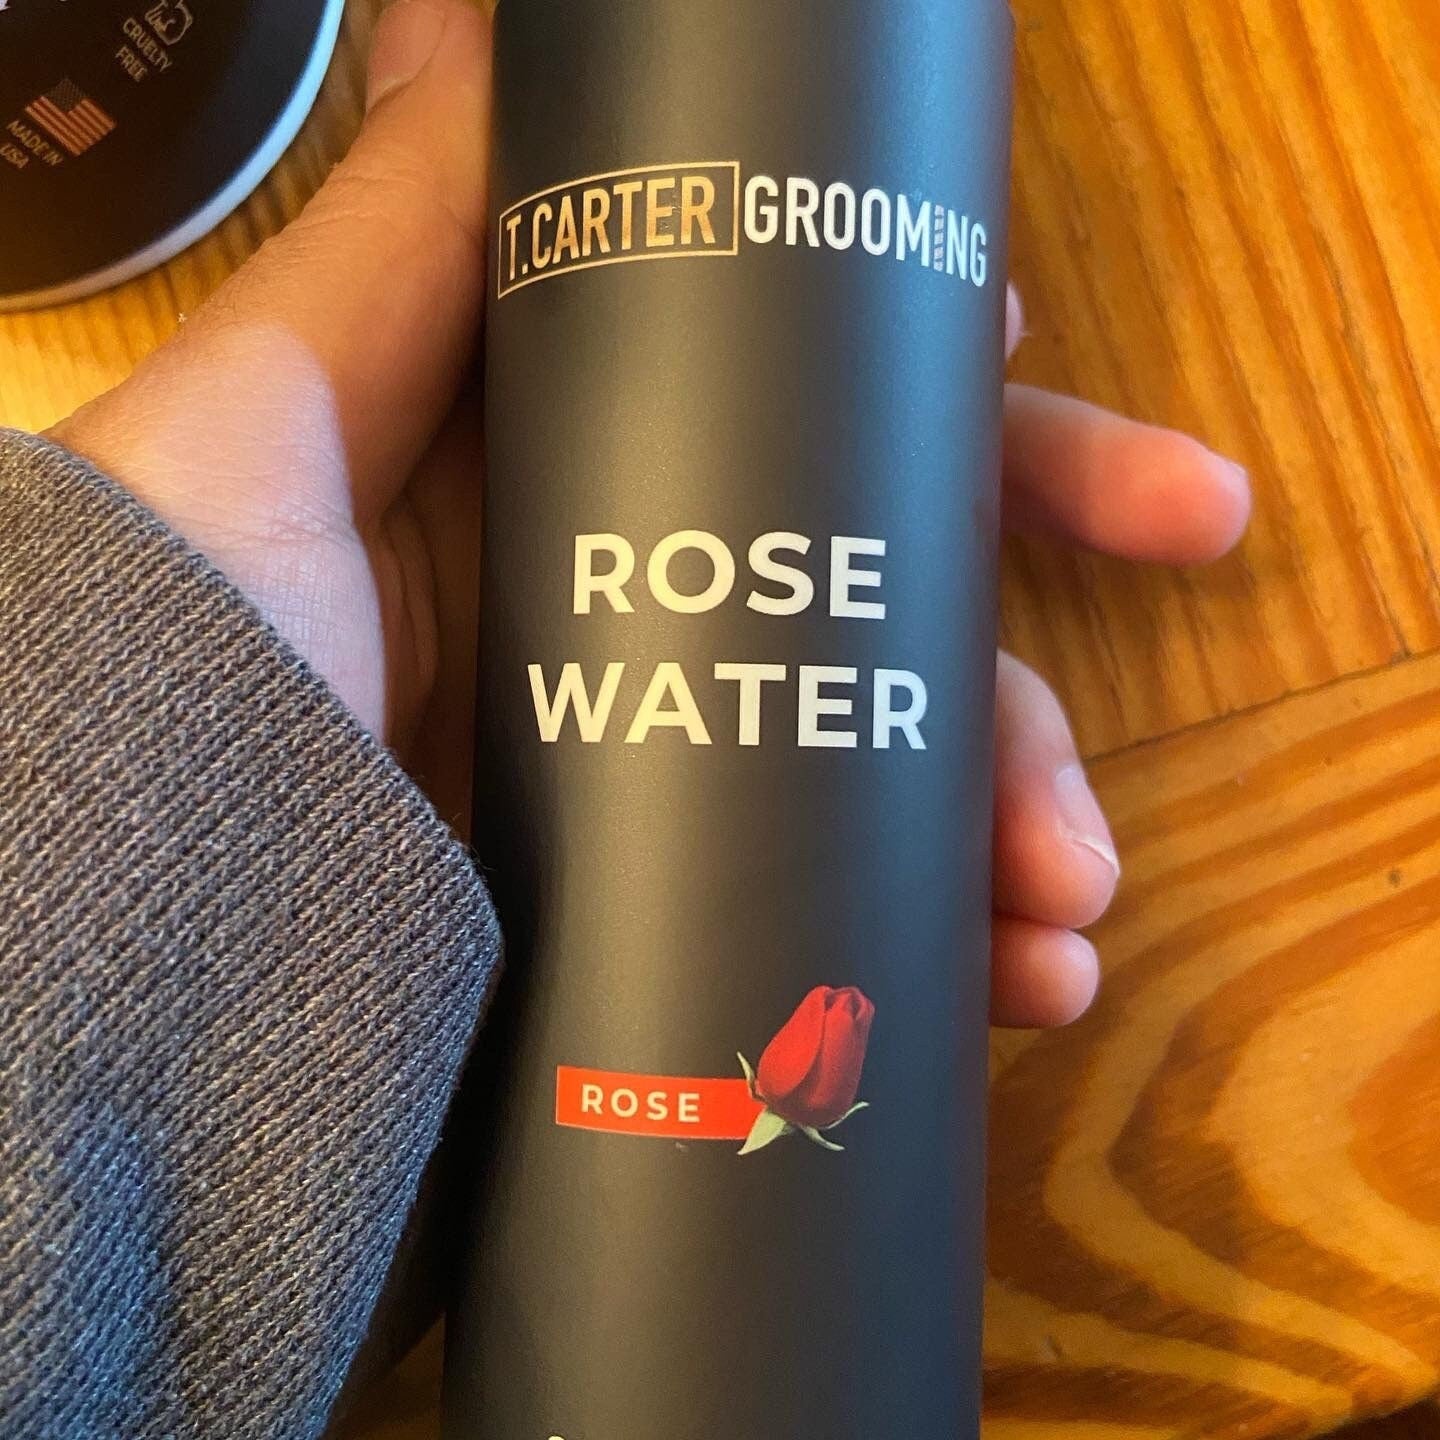 CRUELTY
FREE
MADE IN
USA
T.CARTER GROOMING
ROSE
WATER
ROSE